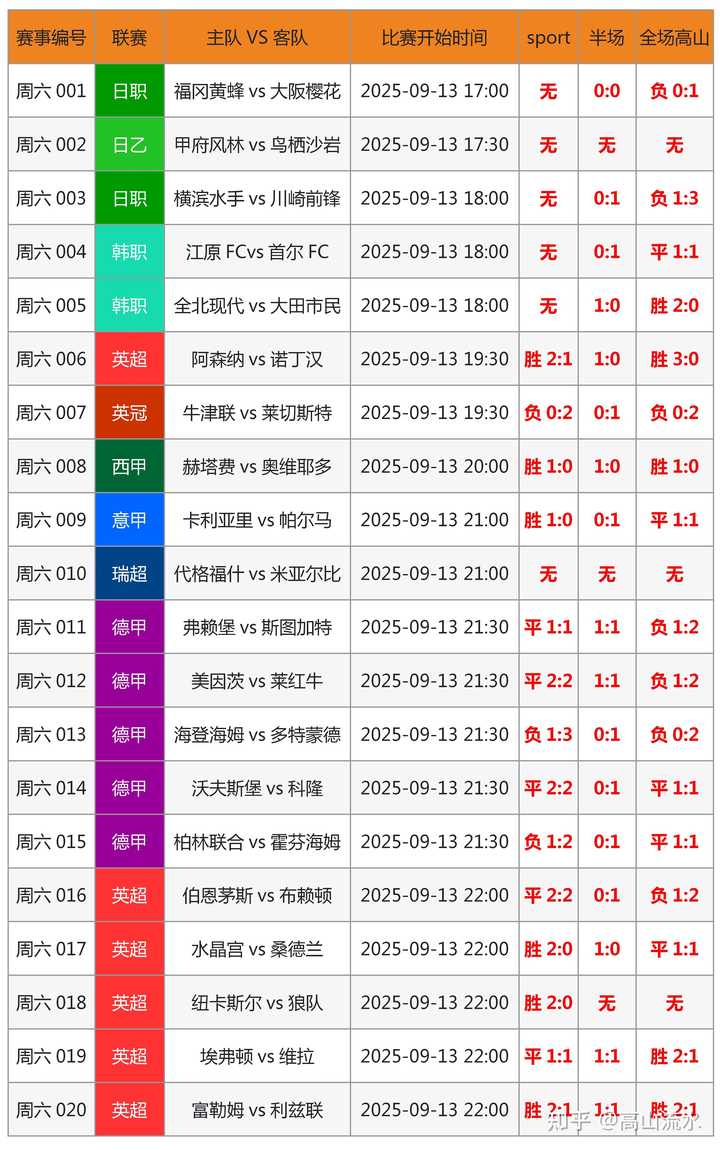 赛事编号 联赛 主队 VS 客队 比赛开始时间 sport 半场 全场高山
周六 001 日职 福冈黄蜂 vs 大阪樱花 2025-09-13 17:00 无 0:0 负 0:1
周六 002 日乙 甲府风林 vs 鸟栖沙岩 2025-09-13 17:30 无 无 无
周六 003 日职 横滨水手 vs 川崎前锋 2025-09-13 18:00 无 0:1 负 1:3
周六 004 韩职 江原 FCvs 首尔 FC 2025-09-13 18:00 无 0:1 平 1:1
周六 005 韩职 全北现代 vs 大田市民 2025-09-13 18:00 无 1:0 胜 2:0
周六 006 英超 阿森纳 vs 诺丁汉 2025-09-13 19:30 胜 2:1 1:0 胜 3:0
周六 007 英冠 牛津联 vs 莱切斯特 2025-09-13 19:30 负 0:2 0:1 负 0:2
周六 008 西甲 赫塔费 vs 奥维耶多 2025-09-13 20:00 胜 1:0 1:0 胜 1:0
周六 009 意甲 卡利亚里 vs 帕尔马 2025-09-13 21:00 胜 1:0 0:1 平 1:1
周六 010 瑞超 代格福什 vs 米亚尔比 2025-09-13 21:00 无 无 无
周六 011 德甲 弗赖堡 vs 斯图加特 2025-09-13 21:30 平 1:1 1:1 负 1:2
周六 012 德甲 美因茨 vs 莱红牛 2025-09-13 21:30 平 2:2 1:1 负 1:2
周六 013 德甲 海登海姆 vs 多特蒙德 2025-09-13 21:30 负 1:3 0:1 负 0:2
周六 014 德甲 沃夫斯堡 vs 科隆 2025-09-13 21:30 平 2:2 0:1 平 1:1
周六 015 德甲 柏林联合 vs 霍芬海姆 2025-09-13 21:30 负 1:2 0:1 平 1:1
周六 016 英超 伯恩茅斯 vs 布赖顿 2025-09-13 22:00 平 2:2 0:1 负 1:2
周六 017 英超 水晶宫 vs 桑德兰 2025-09-13 22:00 胜 2:0 1:0 平 1:1
周六 018 英超 纽卡斯尔 vs 狼队 2025-09-13 22:00 胜 2:0 无 无
周六 019 英超 埃弗顿 vs 维拉 2025-09-13 22:00 平 1:1 1:1 胜 2:1
周六 020 英超 富勒姆 vs 利兹联 2025-09-13 22:00 胜 2:1 1:1 胜 2:1
知乎 @高山流水